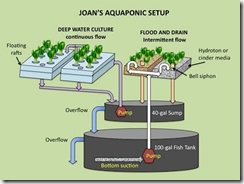 JOAN'S AQUAPONIC SETUP
DEEP WATER CULTURE
continuous flow
FLOOD AND DRAIN
intermittent flow
Floating
rafts
Hydroton or
cinder media
Bell siphon
Overflow
Pump
40-gal Sump
Overflow
100-gal Fish Tank
Pump
Bottom suction